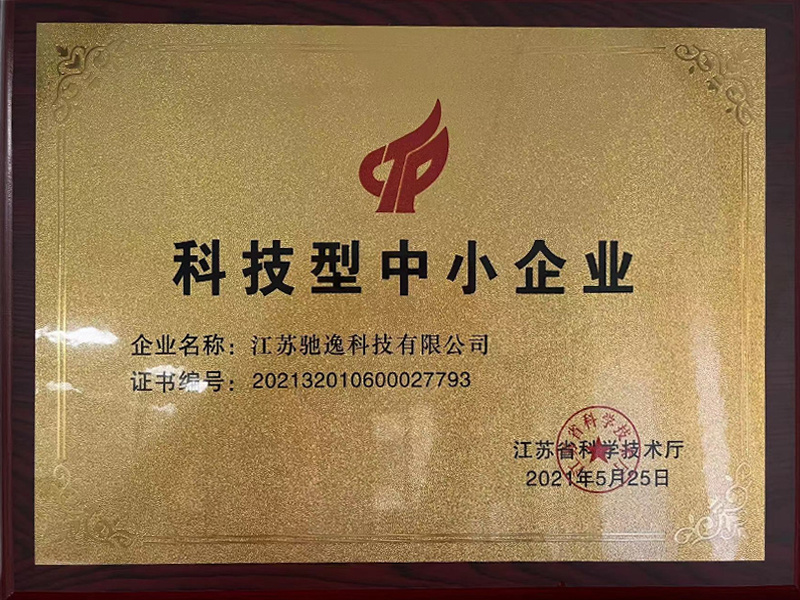 科技型中小企业
企业名称：江苏驰逸科技有限公司
证书编号：202132010600027793
江苏省科学技术厅
2021年5月25日